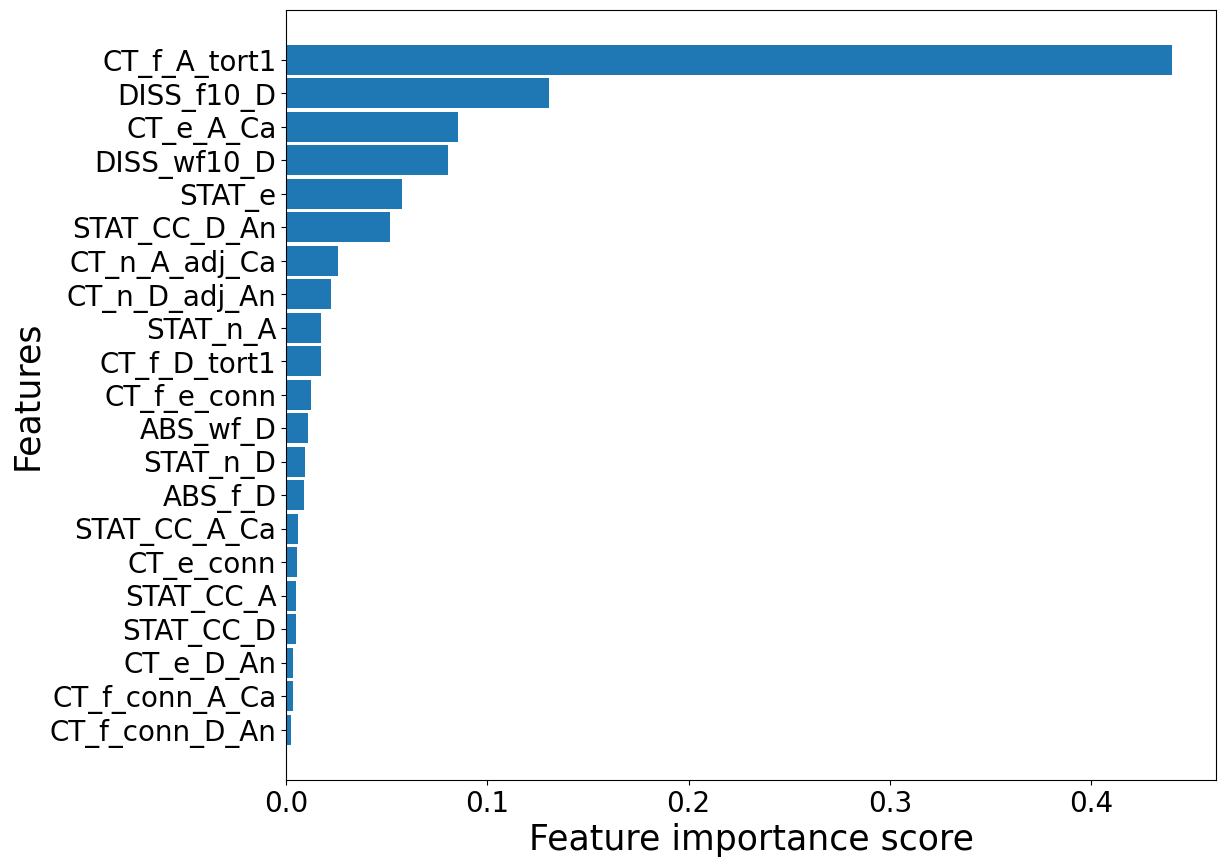 CT_f_A_tort1
DISS_f10_D
CT_e_A_Ca
DISS_wf10_D
STAT_e
STAT_CC_D_An
CT_n_A_adj_Ca
CT_n_D_adj_An
STAT_n_A
CT_f_D_tort1
CT_f_e_conn
ABS_wf_D
STAT_n_D
ABS_f_D
STAT_CC_A_Ca
CT_e_conn
STAT_CC_A
STAT_CC_D
CT_e_D_An
CT_f_conn_A_Ca
CT_f_conn_D_An
Features
0.0 0.1 0.2 0.3 0.4
Feature importance score